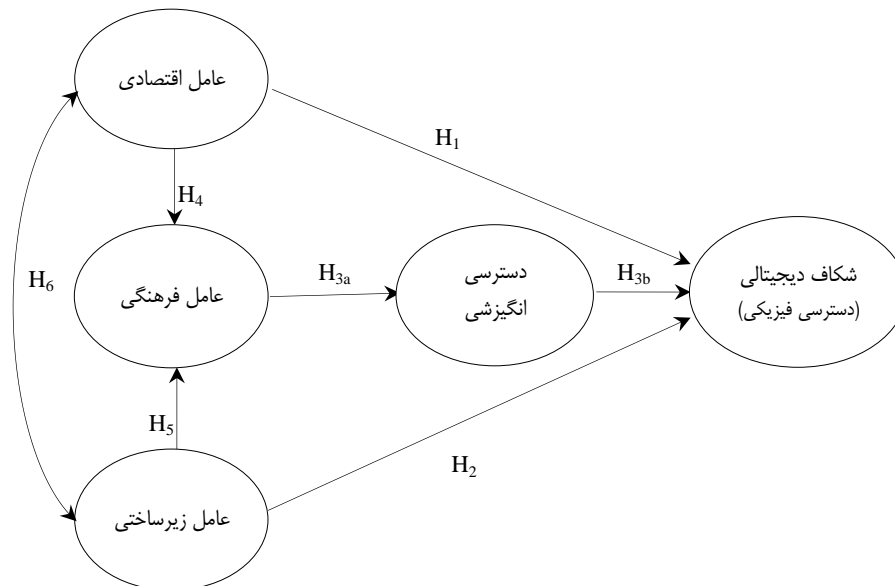 عامل اقتصادی
H₁
H₄
عامل فرهنگی
H₃ₐ
دسترسی
انگیزشی
H₃b
شکاف دیجیتالی
(دسترسی فیزیکی)
H₆
H₅
H₂
عامل زیرساختی